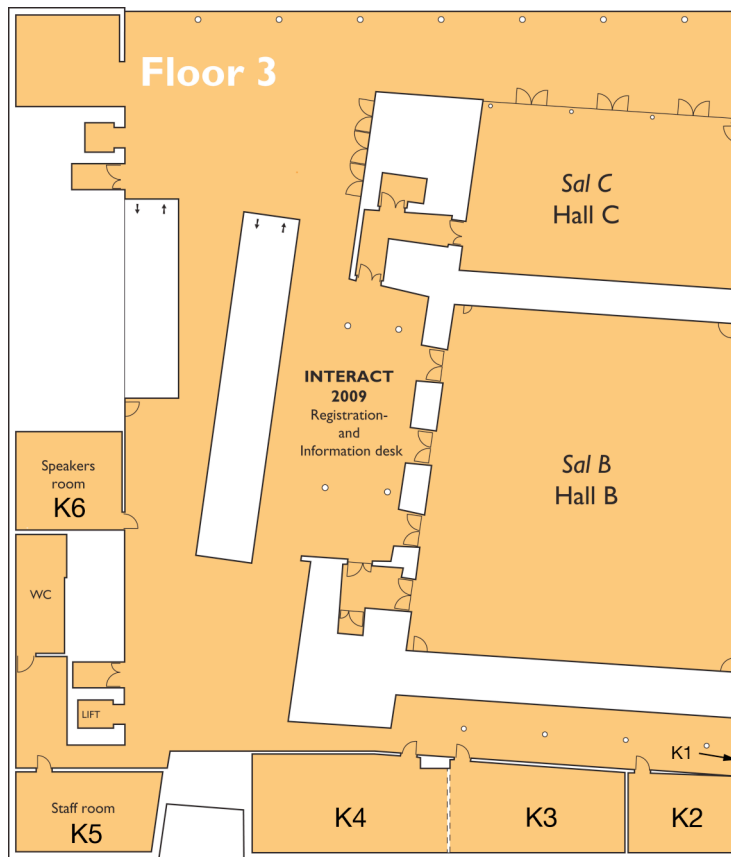 Floor 3
Sal C
Hall C
INTERACT
2009
Registration-
and
Information desk
Sal B
Hall B
Speakers
room
K6
WC
LIFT
K1
Staff room
K5
K4
K3
K2